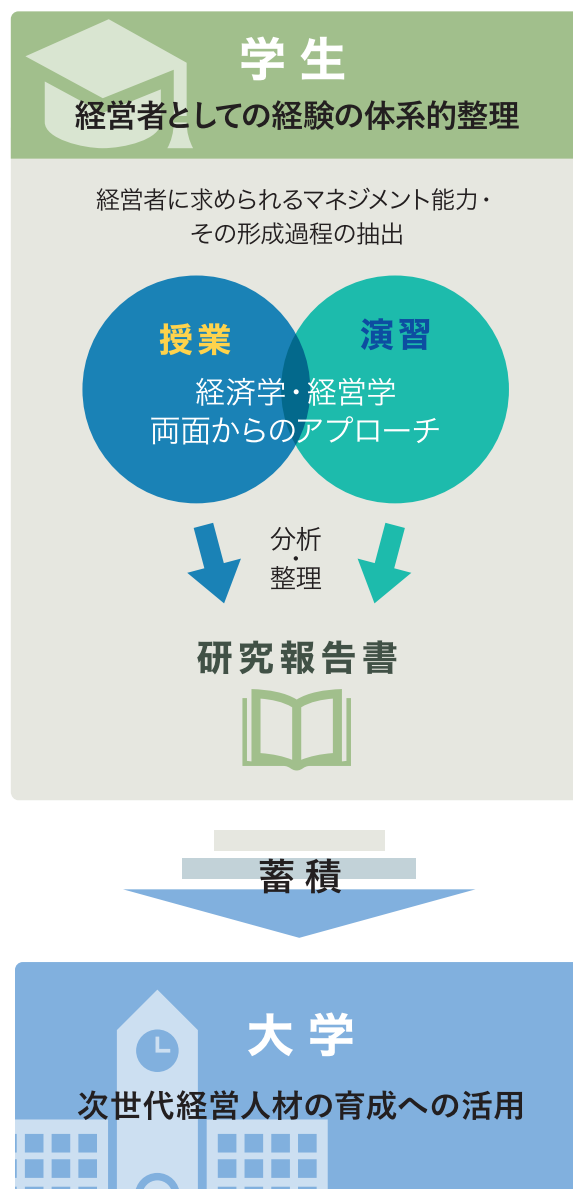 学生
経営者としての経験の体系的整理
経営者に求められるマネジメント能力・
その形成過程の抽出
授業
演習
経済学・経営学
両面からのアプローチ
分析
・
整理
研究報告書
蓄積
大学
次世代経営人材の育成への活用